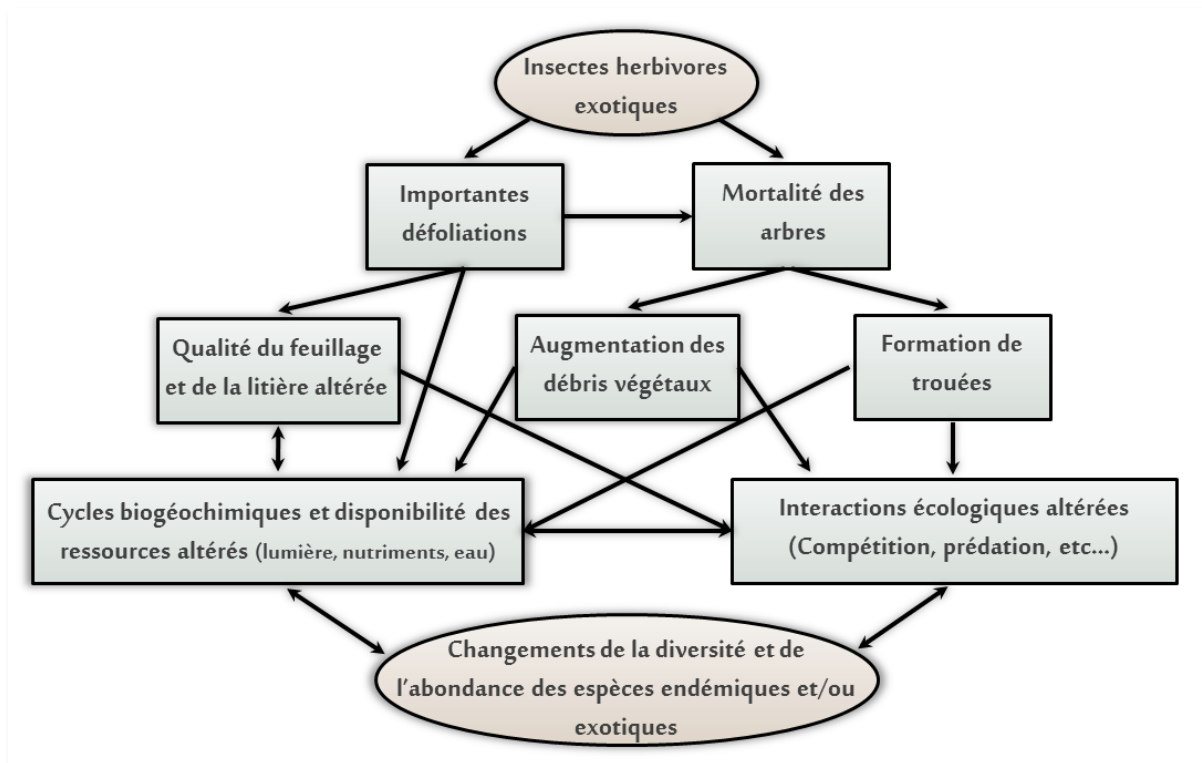 Insectes herbivores
exotiques
Importantes
défoliations
Mortalité des
arbres
Qualité du feuillage
et de la litière altérée
Augmentation des
débris végétaux
Formation de
trouées
Cycles biogéochimiques et disponibilité des
ressources altérés (lumière, nutriments, eau)
Interactions écologiques altérées
(Compétition, prédation, etc...)
Changements de la diversité et de
l'abondance des espèces endémiques et/ou
exotiques